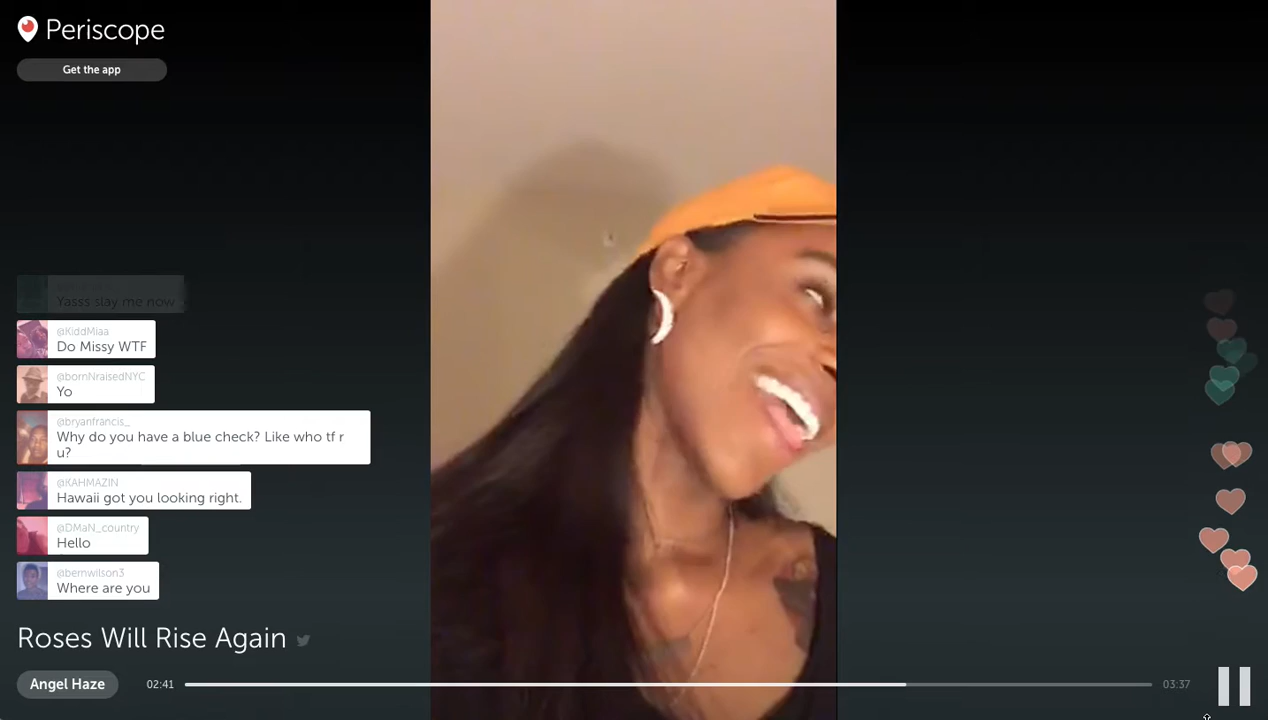 Periscope
Get the app
Yasss slay me now
@KiddMiaa
Do Missy WTF
@bornNraisedNYC
Yo
@bryanfrancis_
Why do you have a blue check? Like who tf r
u?
@KAHMAZIN
Hawaii got you looking right.
@DMaN_country
Hello
@bernwilson3
Where are you
Roses Will Rise Again
Angel Haze
02:41
03:37